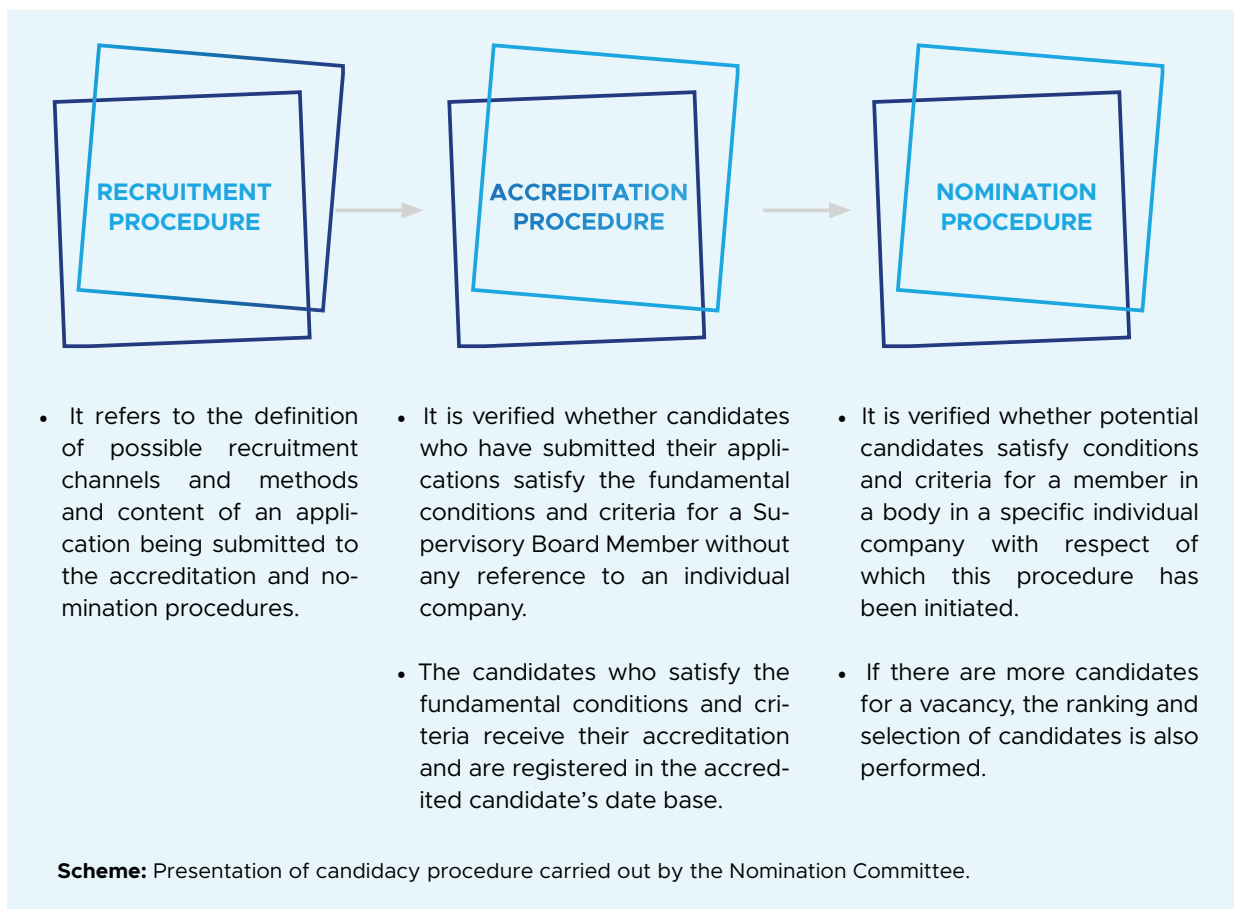 RECRUITMENT
PROCEDURE
ACCREDITATION
PROCEDURE
NOMINATION
PROCEDURE
• It refers to the definition
of possible recruitment
channels and methods
and content of an appli-
cation being submitted to
the accreditation and no-
mination procedures.
• It is verified whether candidates
who have submitted their appli-
cations satisfy the fundamental
conditions and criteria for a Su-
pervisory Board Member without
any reference to an individual
company.
• The candidates who satisfy the
fundamental conditions and cri-
teria receive their accreditation
and are registered in the accred-
ited candidate’s date base.
• It is verified whether potential
candidates satisfy conditions
and criteria for a member in
a body in a specific individual
company with respect of
which this procedure has
been initiated.
• If there are more candidates
for a vacancy, the ranking and
selection of candidates is also
performed.
Scheme: Presentation of candidacy procedure carried out by the Nomination Committee.